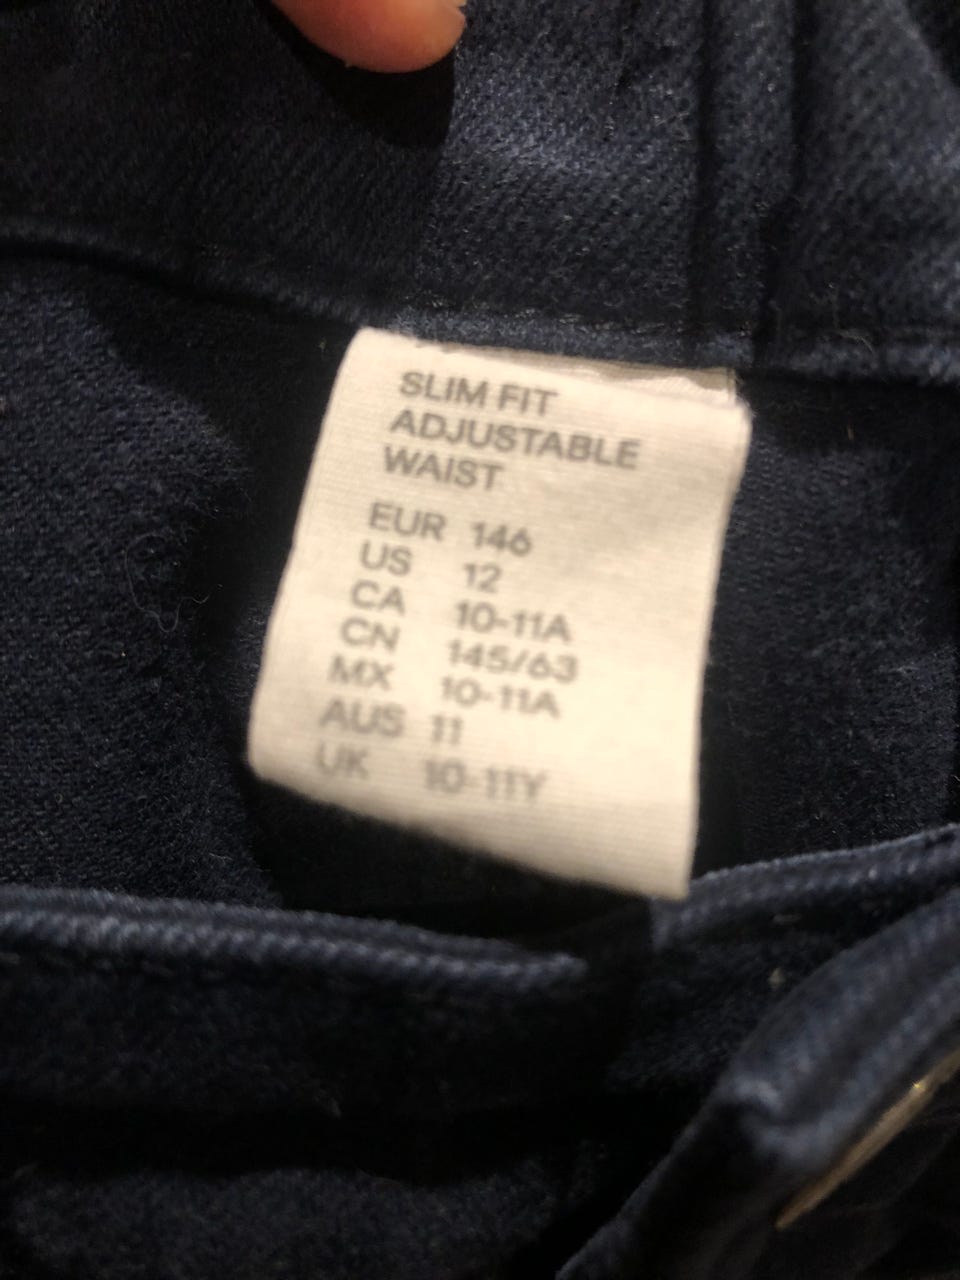 SLIM FIT
ADJUSTABLE
WAIST
EUR 146
US 12
CA 10-11A
CN 145/63
MX 10-11A
AUS 11
UK 10-11Y